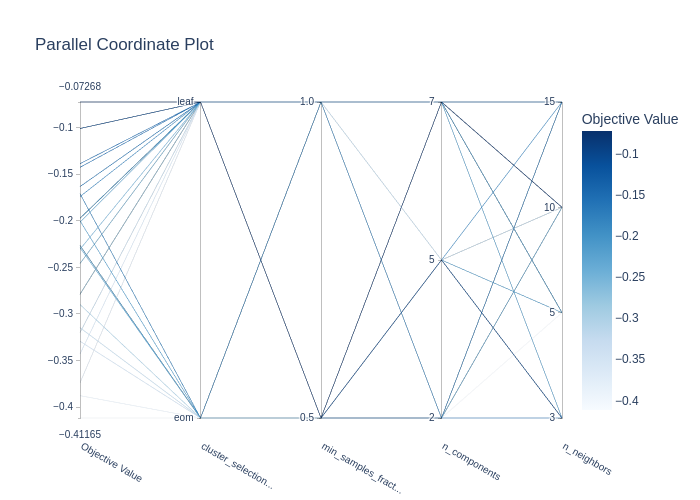 Parallel Coordinate Plot
−0.07268
−0.1
−0.15
−0.2
−0.25
−0.3
−0.35
−0.4
−0.41165
Objective Value
leaf
eom
cluster_selection...
1.0
0.5
min_samples_fract...
7
5
2
n_components
15
10
5
3
n_neighbors
Objective Value
−0.1
−0.15
−0.2
−0.25
−0.3
−0.35
−0.4